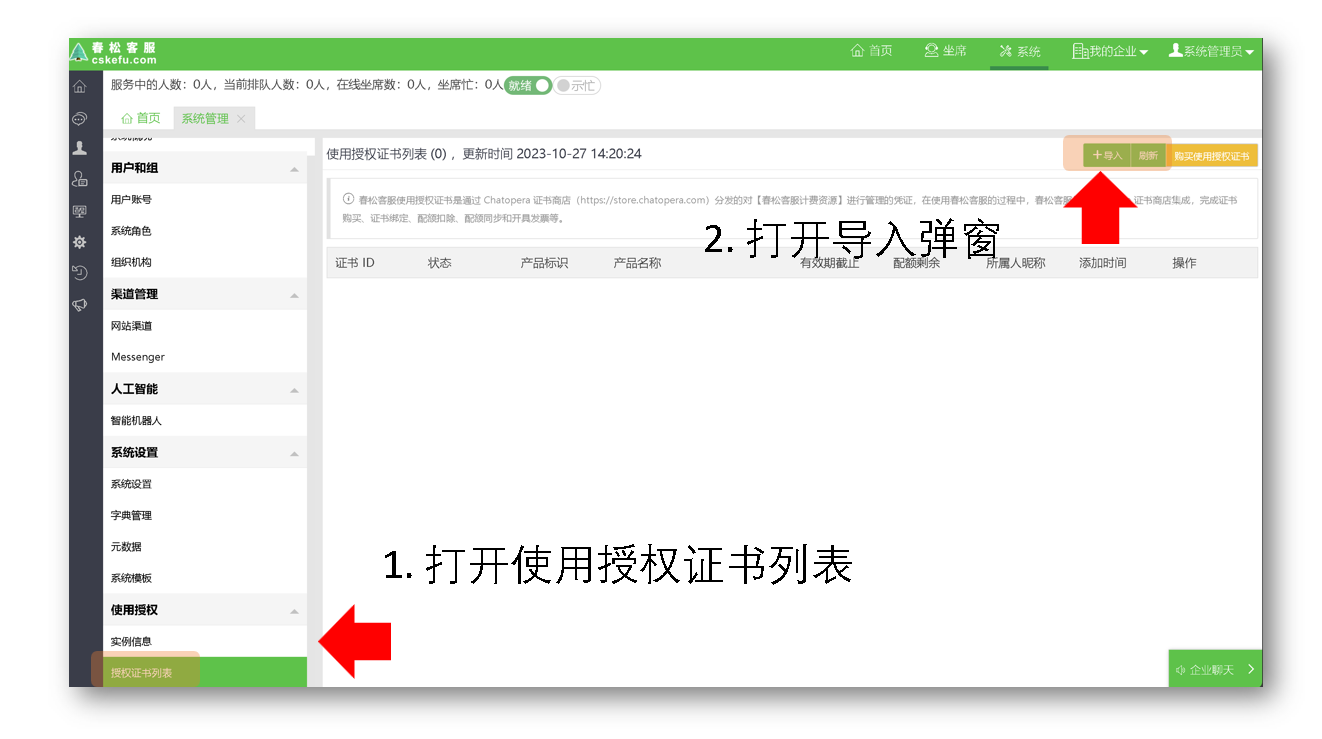 春松客服
cskefu.com
首页
坐席
系统
我的企业
系统管理员
服务中的人数：0人，当前排队人数：0人，在线坐席数：0人，坐席忙：0人 就绪 示忙
首页
系统管理
使用授权证书列表 (0) ，更新时间 2023-10-27 14:20:24
导入
刷新
购买使用授权证书
用户和组
用户账号
系统角色
组织机构
渠道管理
网站渠道
Messenger
人工智能
智能机器人
系统设置
系统设置
字典管理
元数据
系统模板
使用授权
实例信息
授权证书列表
春松客服使用授权证书是通过 Chatopera 证书商店（https://store.chatopera.com）分发的对【春松客服计费资源】进行管理的凭证，在使用春松客服的过程中，春松客服 证书商店集成，完成证书
购买、证书绑定、配额扣除、配额同步和开具发票等。
2. 打开导入弹窗
证书 ID 状态 产品标识 产品名称 有效期截止 配额剩余 所属人昵称 添加时间 操作
1. 打开使用授权证书列表
企业聊天